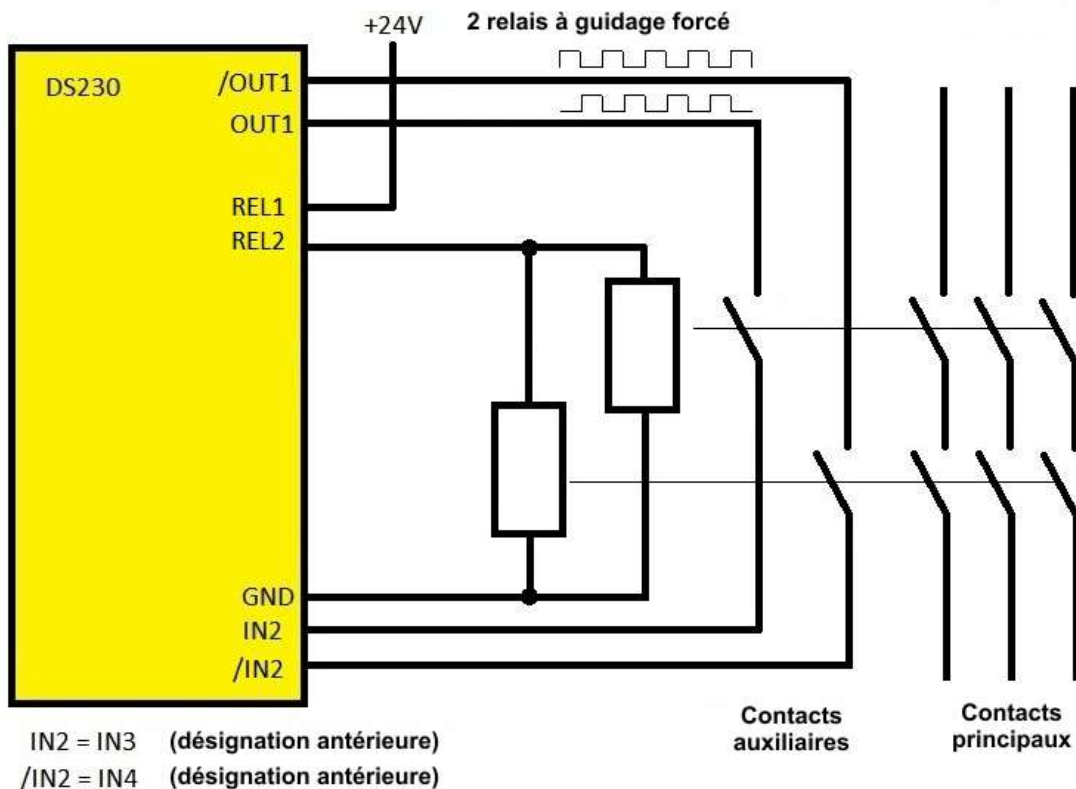 +24V
2 relais à guidage forcé
DS230
/OUT1
OUT1
REL1
REL2
GND
IN2
/IN2
Contacts
auxiliaires
Contacts
principaux
IN2 = IN3 (désignation antérieure)
/IN2 = IN4 (désignation antérieure)